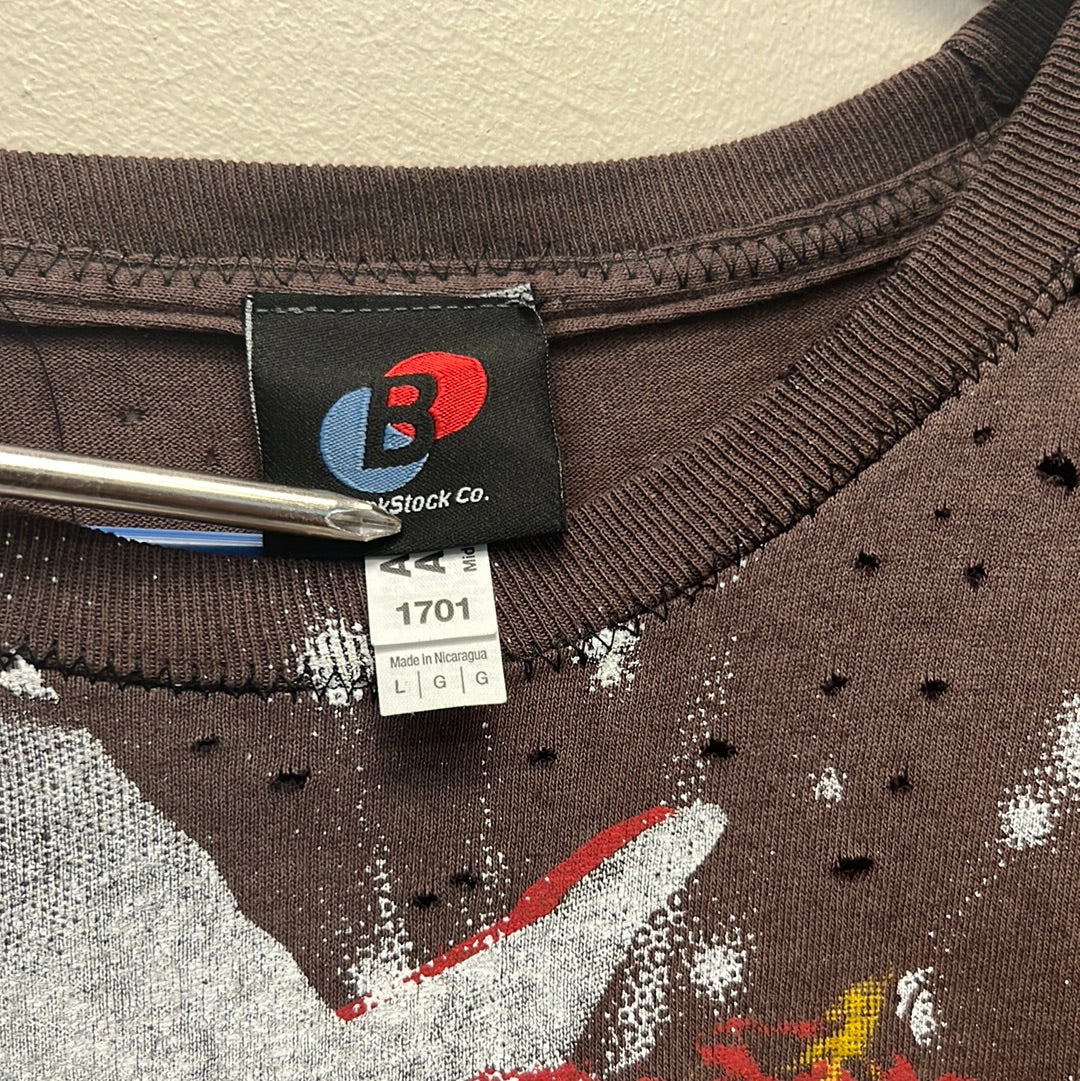 B
Stock Co.
1701
Made in Nicaragua
L G G